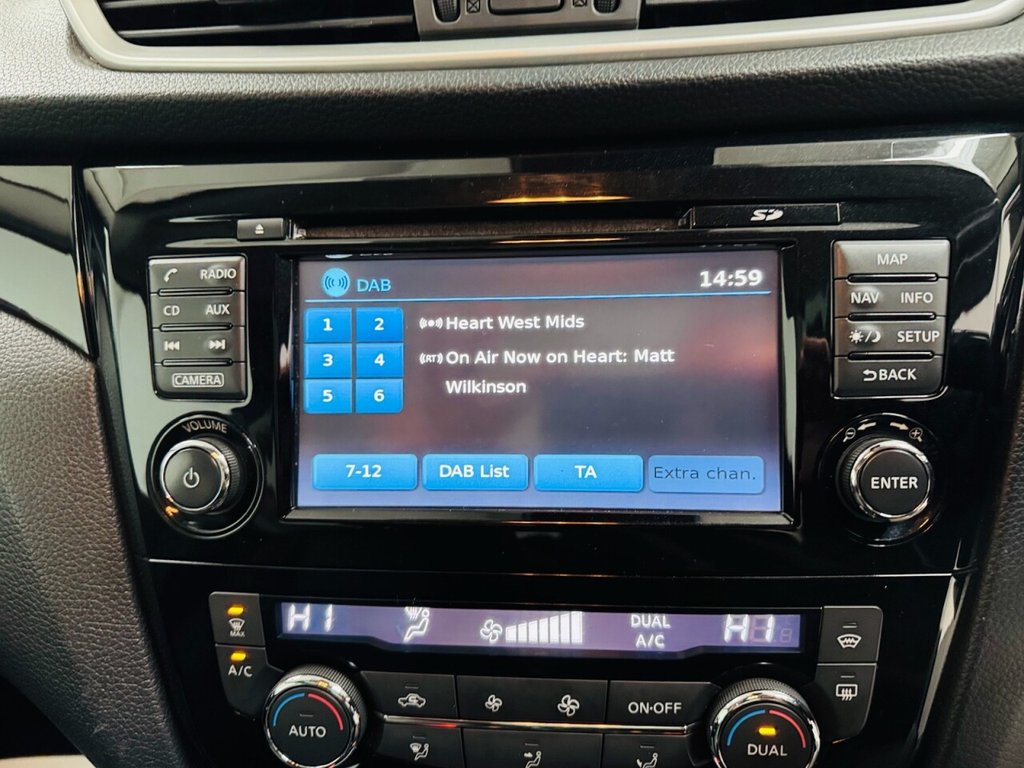 SD
RADIO
CD AUX
CAMERA
VOLUME
DAB 14:59
1 2
3 4
5 6
Heart West Mids
(RT) On Air Now on Heart: Matt
Wilkinson
7-12 DAB List TA Extra chan.
MAP
NAV INFO
SETUP
BACK
ENTER
MAX
A/C
HI DUAL A/C HI
AUTO
ON·OFF
DUAL